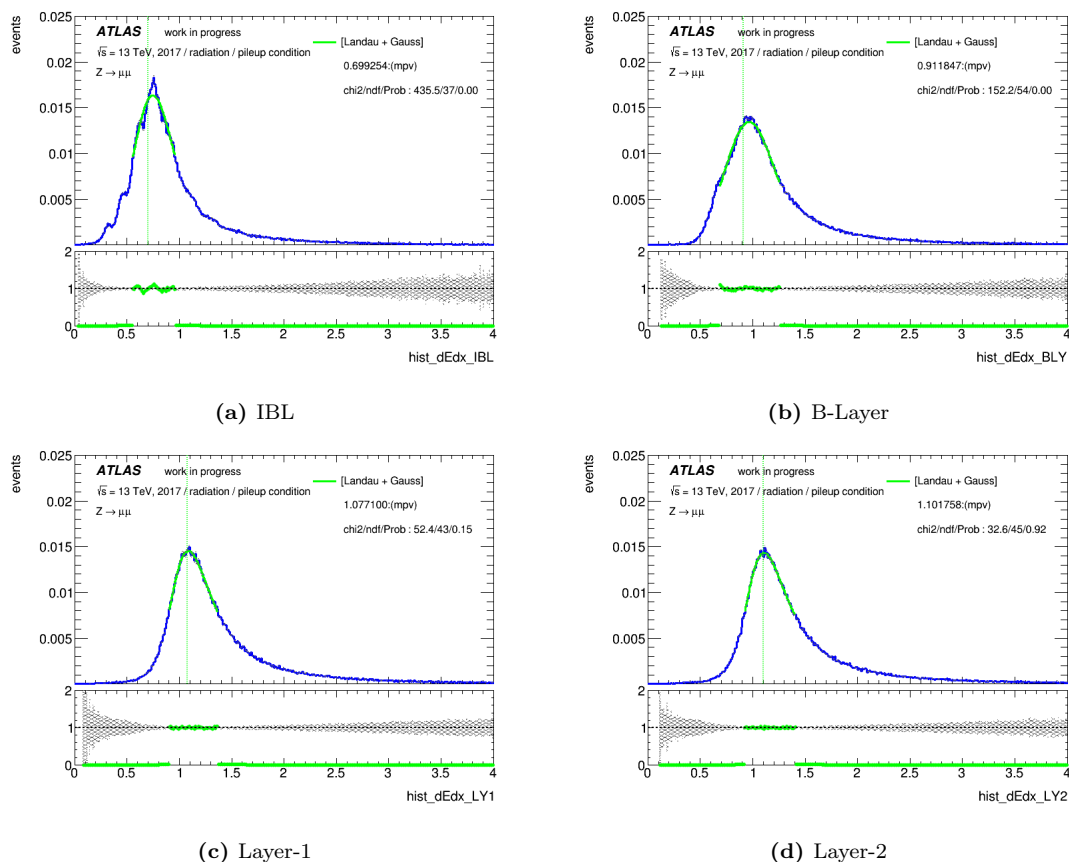 events
0.025
0.02
0.015
0.01
0.005
ATLAS work in progress
√s = 13 TeV, 2017 / radiation / pileup condition
Z → μμ
[Landau + Gauss]
0.699254:(mpv)
chi2/ndf/Prob : 435.5/37/0.00
2
1
0
0 0.5 1 1.5 2 2.5 3 3.5 4
hist_dEdx_IBL
(a) IBL
events
0.025
0.02
0.015
0.01
0.005
ATLAS work in progress
√s = 13 TeV, 2017 / radiation / pileup condition
Z → μμ
[Landau + Gauss]
0.911847:(mpv)
chi2/ndf/Prob : 152.2/54/0.00
2
1
0
0 0.5 1 1.5 2 2.5 3 3.5 4
hist_dEdx_BLY
(b) B-Layer
events
0.025
0.02
0.015
0.01
0.005
ATLAS work in progress
√s = 13 TeV, 2017 / radiation / pileup condition
Z → μμ
[Landau + Gauss]
1.077100:(mpv)
chi2/ndf/Prob : 52.4/43/0.15
2
1
0
0 0.5 1 1.5 2 2.5 3 3.5 4
hist_dEdx_LY1
(c) Layer-1
events
0.025
0.02
0.015
0.01
0.005
ATLAS work in progress
√s = 13 TeV, 2017 / radiation / pileup condition
Z → μμ
[Landau + Gauss]
1.101758:(mpv)
chi2/ndf/Prob : 32.6/45/0.92
2
1
0
0 0.5 1 1.5 2 2.5 3 3.5 4
hist_dEdx_LY2
(d) Layer-2